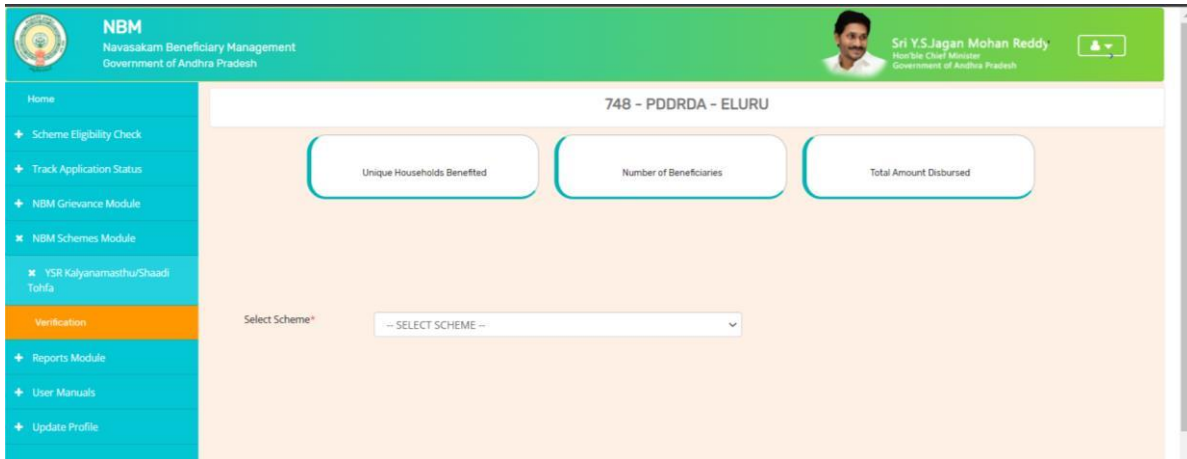 NBM
Navasakam Beneficiary Management
Government of Andhra Pradesh
Sri Y.S.Jagan Mohan Reddy
Hon'ble Chief Minister
Government of Andhra Pradesh
Home
748 - PDDRDA - ELURU
Scheme Eligibility Check
Track Application Status
NBM Grievance Module
NBM Schemes Module
YSR Kalyanamasthu/Shaadi
Tohfa
Verification
Reports Module
User Manuals
Update Profile
Unique Households Benefited
Number of Beneficiaries
Total Amount Disbursed
Select Scheme*
-- SELECT SCHEME --